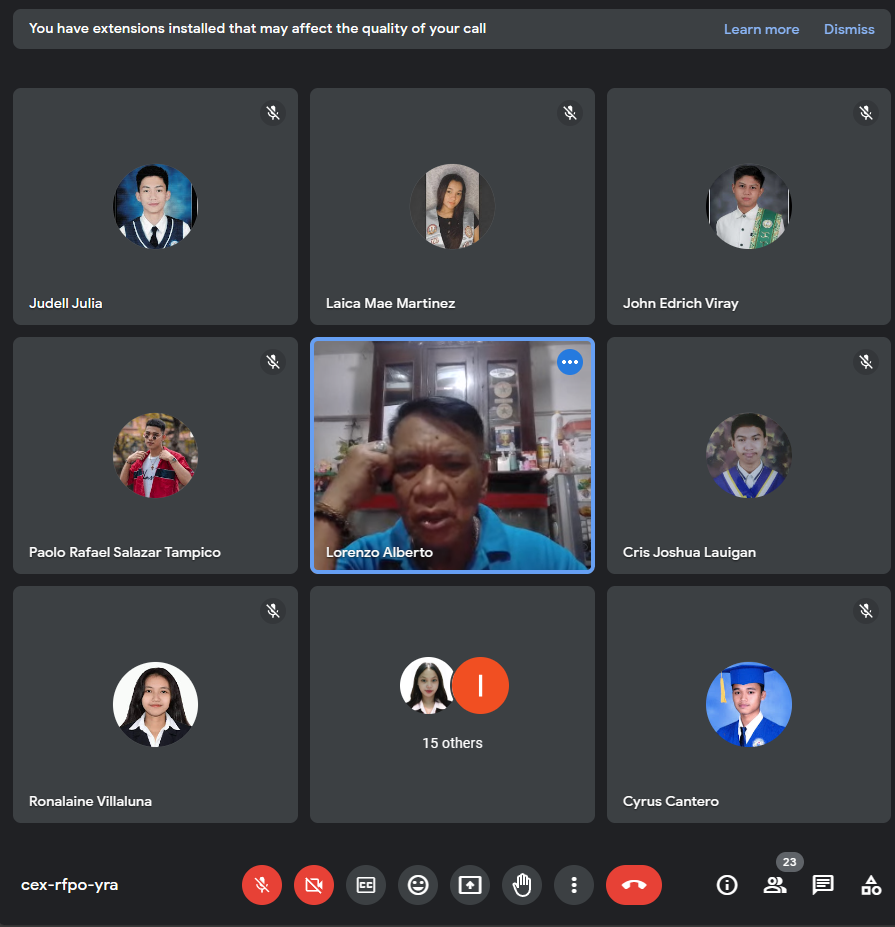 You have extensions installed that may affect the quality of your call
Learn more
Dismiss
Judell Julia
Laica Mae Martinez
John Edrich Viray
Paolo Rafael Salazar Tampico
Lorenzo Alberto
Cris Joshua Lauigan
Ronalaine Villaluna
I
15 others
Cyrus Cantero
cex-rfpo-yra
CC
23